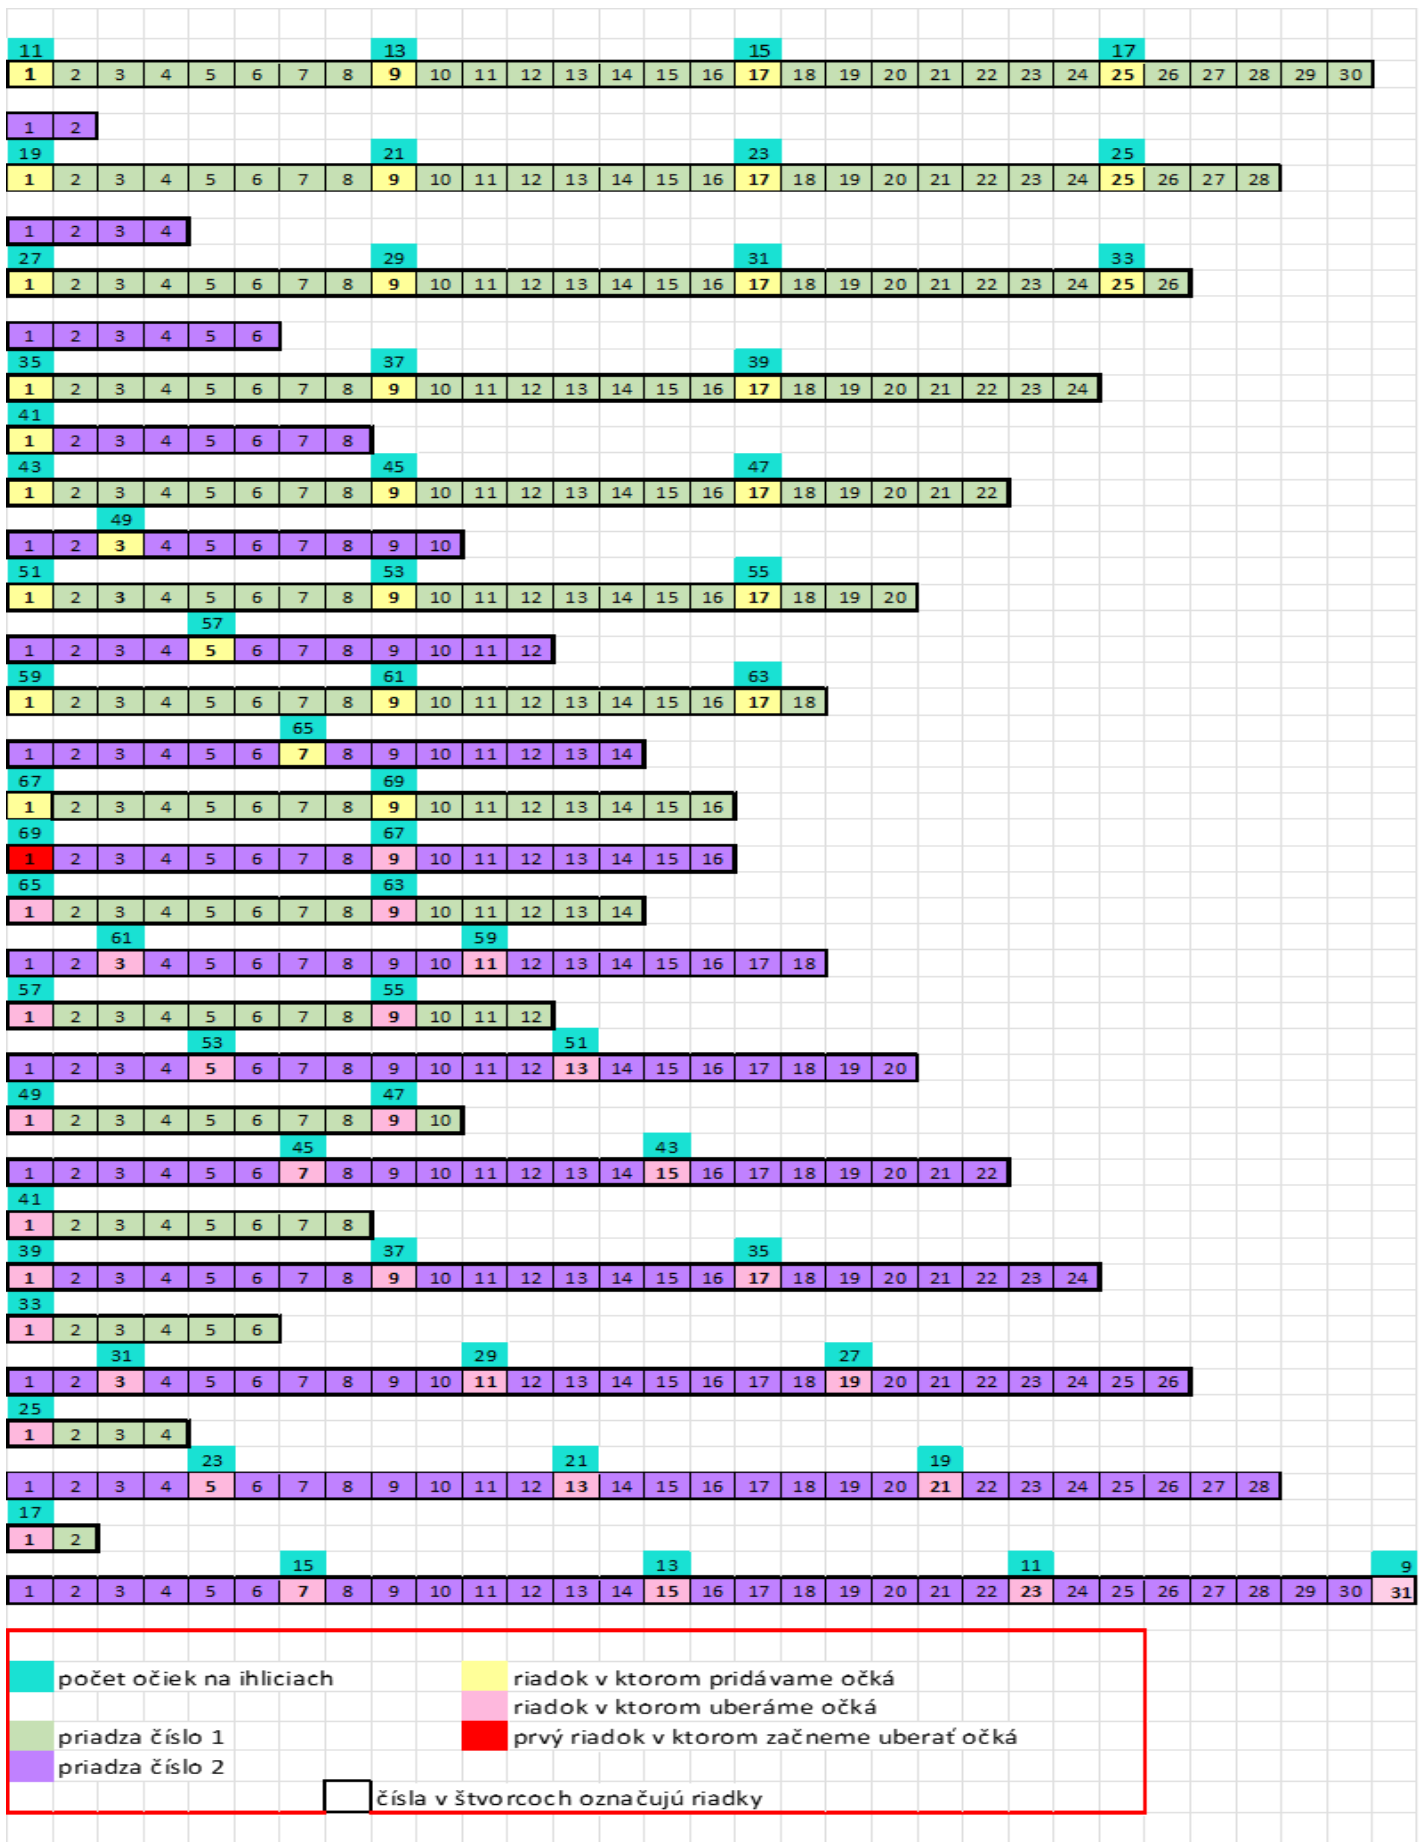 11 13 15 17
1 2 3 4 5 6 7 8 9 10 11 12 13 14 15 16 17 18 19 20 21 22 23 24 25 26 27 28 29 30
1 2
19 21 23 25
1 2 3 4 5 6 7 8 9 10 11 12 13 14 15 16 17 18 19 20 21 22 23 24 25 26 27 28
1 2 3 4
27 29 31 33
1 2 3 4 5 6 7 8 9 10 11 12 13 14 15 16 17 18 19 20 21 22 23 24 25 26
1 2 3 4 5 6
35 37 39
1 2 3 4 5 6 7 8 9 10 11 12 13 14 15 16 17 18 19 20 21 22 23 24
41
1 2 3 4 5 6 7 8
43 45 47
1 2 3 4 5 6 7 8 9 10 11 12 13 14 15 16 17 18 19 20 21 22
49
1 2 3 4 5 6 7 8 9 10
51 53 55
1 2 3 4 5 6 7 8 9 10 11 12 13 14 15 16 17 18 19 20
57
1 2 3 4 5 6 7 8 9 10 11 12
59 61 63
1 2 3 4 5 6 7 8 9 10 11 12 13 14 15 16 17 18
65
1 2 3 4 5 6 7 8 9 10 11 12 13 14
67 69
1 2 3 4 5 6 7 8 9 10 11 12 13 14 15 16
69 67
1 2 3 4 5 6 7 8 9 10 11 12 13 14 15 16
65 63
1 2 3 4 5 6 7 8 9 10 11 12 13 14
61 59
1 2 3 4 5 6 7 8 9 10 11 12 13 14 15 16 17 18
57 55
1 2 3 4 5 6 7 8 9 10 11 12
53 51
1 2 3 4 5 6 7 8 9 10 11 12 13 14 15 16 17 18 19 20
49 47
1 2 3 4 5 6 7 8 9 10
45 43
1 2 3 4 5 6 7 8 9 10 11 12 13 14 15 16 17 18 19 20 21 22
41
1 2 3 4 5 6 7 8
39 37 35
1 2 3 4 5 6 7 8 9 10 11 12 13 14 15 16 17 18 19 20 21 22 23 24
33
1 2 3 4 5 6
31 29 27
1 2 3 4 5 6 7 8 9 10 11 12 13 14 15 16 17 18 19 20 21 22 23 24 25 26
25
1 2 3 4
23 21 19
1 2 3 4 5 6 7 8 9 10 11 12 13 14 15 16 17 18 19 20 21 22 23 24 25 26 27 28
17
1 2
15 13 11 9
1 2 3 4 5 6 7 8 9 10 11 12 13 14 15 16 17 18 19 20 21 22 23 24 25 26 27 28 29 30 31
počet očiek na ihliciach riadok v ktorom pridávame očká
riadok v ktorom uberáme očká
priadza číslo 1 prvý riadok v ktorom začneme uberať očká
priadza číslo 2
čísla v štvorcoch označujú riadky